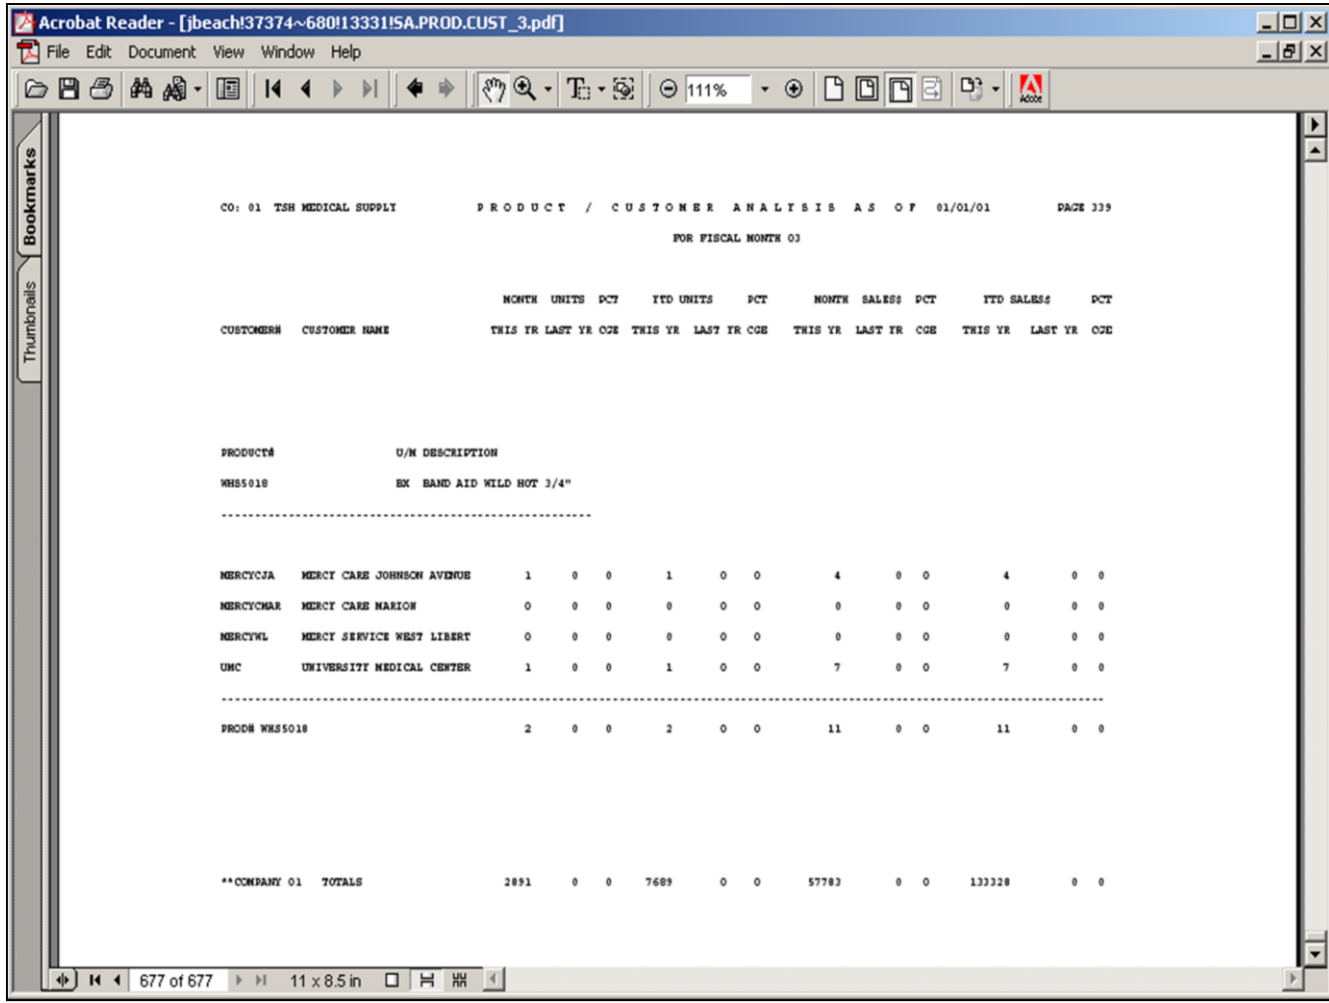 Acrobat Reader - [jbeach!37374~680!13331!SA.PROD.CUST_3.pdf]
File Edit Document View Window Help
111%
Adobe
Bookmarks
Thumbnails
CO: 01 TSH MEDICAL SUPPLY PRODUCT / CUSTOMER ANALYSIS AS OF 01/01/01 PAGE 339
FOR FISCAL MONTH 03
MONTH UNITS PCT YTD UNITS PCT MONTH SALES$ PCT YTD SALES$ PCT
CUSTOMER# CUSTOMER NAME THIS YR LAST YR CGE THIS YR LAST YR CGE THIS YR LAST YR CGE THIS YR LAST YR CGE
PRODUCT# U/M DESCRIPTION
WHS5018 BX BAND AID WILD HOT 3/4"
MERCYCJA MERCY CARE JOHNSON AVENUE 1 0 0 1 0 0 4 0 0 4 0 0
MERCYCMAR MERCY CARE MARION 0 0 0 0 0 0 0 0 0 0 0 0
MERCYWL MERCY SERVICE WEST LIBERT 0 0 0 0 0 0 0 0 0 0 0 0
UMC UNIVERSITY MEDICAL CENTER 1 0 0 1 0 0 7 0 0 7 0 0
PROD# WHS5018 2 0 0 2 0 0 11 0 0 11 0 0
**COMPANY 01 TOTALS 2891 0 0 7689 0 0 57783 0 0 133328 0 0
677 of 677 11 x 8.5 in